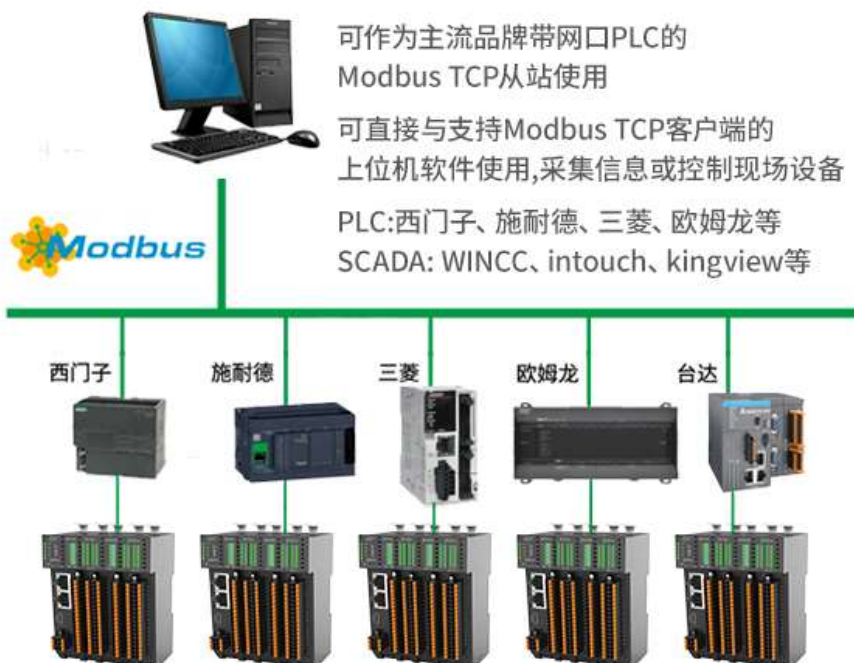 可作为主流品牌带网口PLC的
Modbus TCP从站使用
可直接与支持Modbus TCP客户端的
上位机软件使用,采集信息或控制现场设备
PLC:西门子、施耐德、三菱、欧姆龙等
SCADA: WINCC、intouch、kingview等
Modbus
西门子
施耐德
三菱
欧姆龙
台达